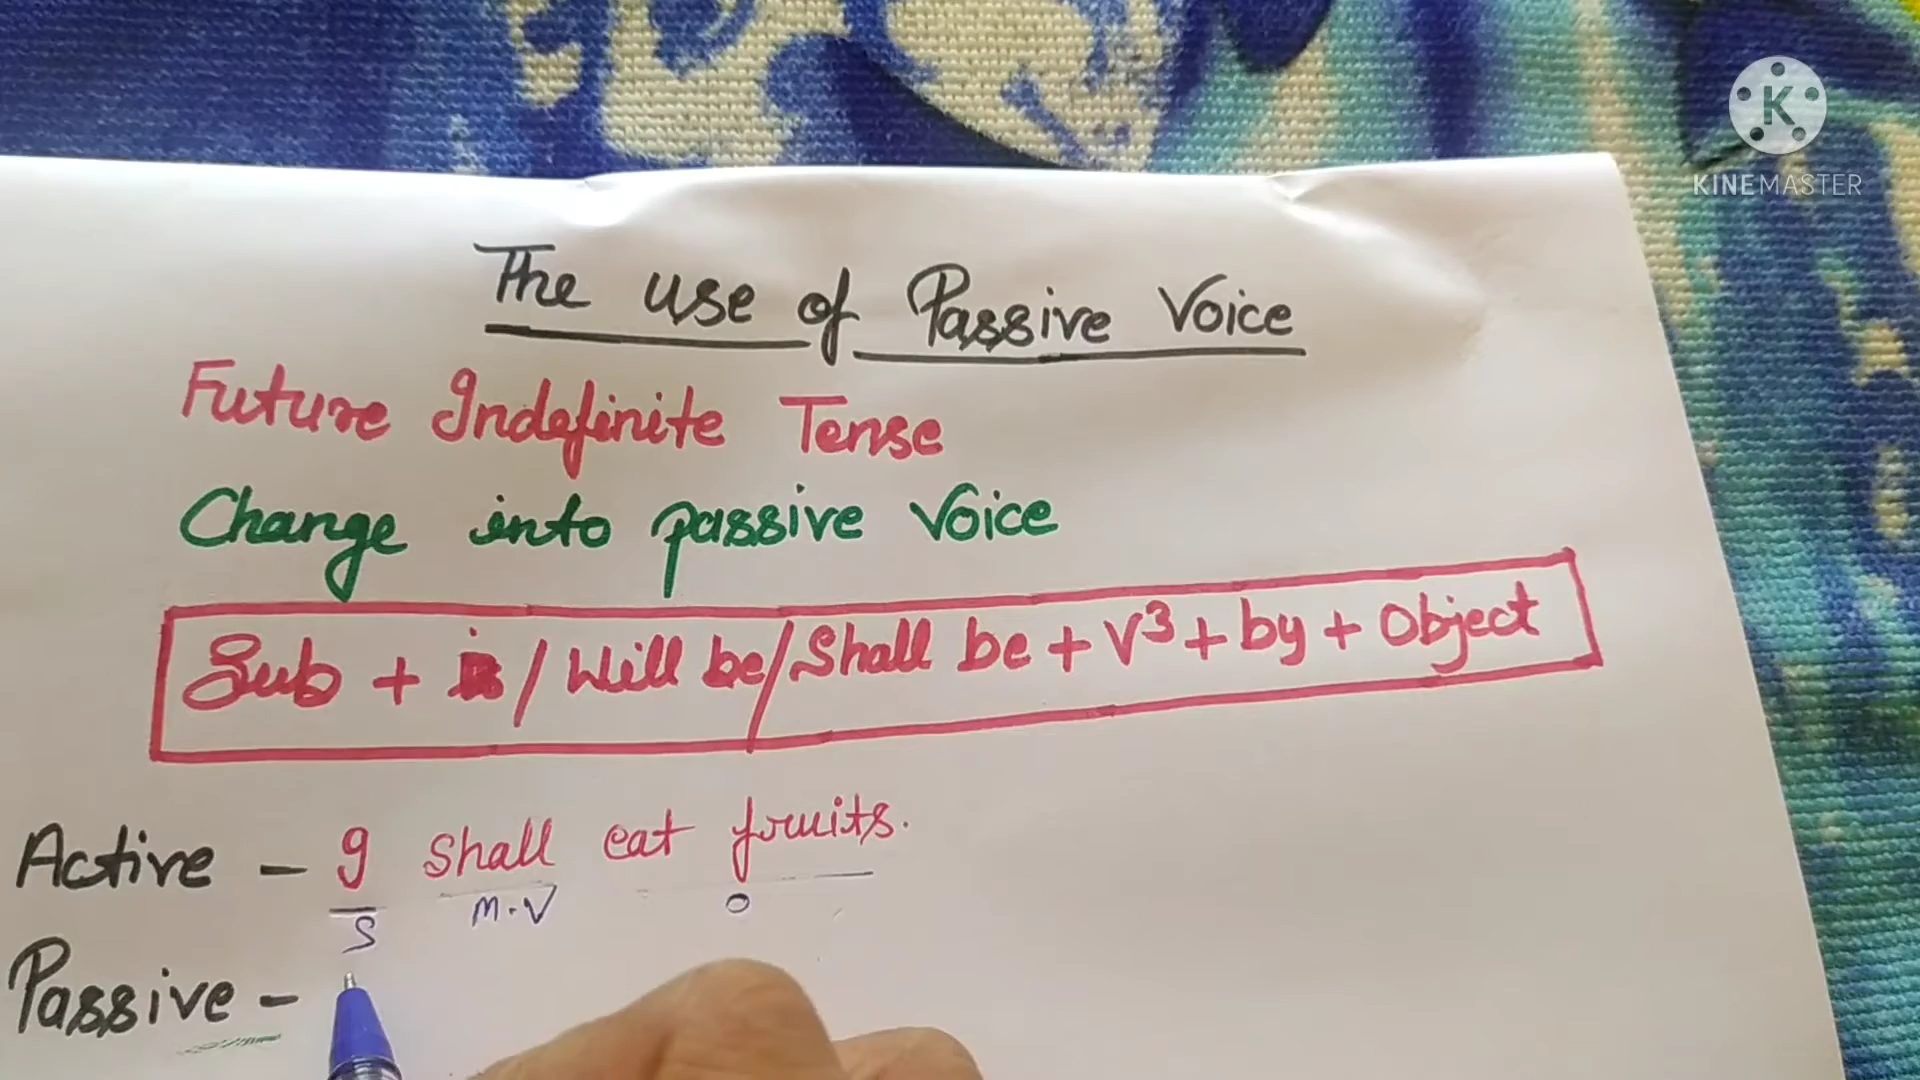 K
KINEMASTER
The use of Passive Voice
Future Indefinite Tense
Change into passive Voice
Sub + / Will be / Shall be + V³ + by + Object
Active - I shall eat fruits.
S M.V O
Passive -